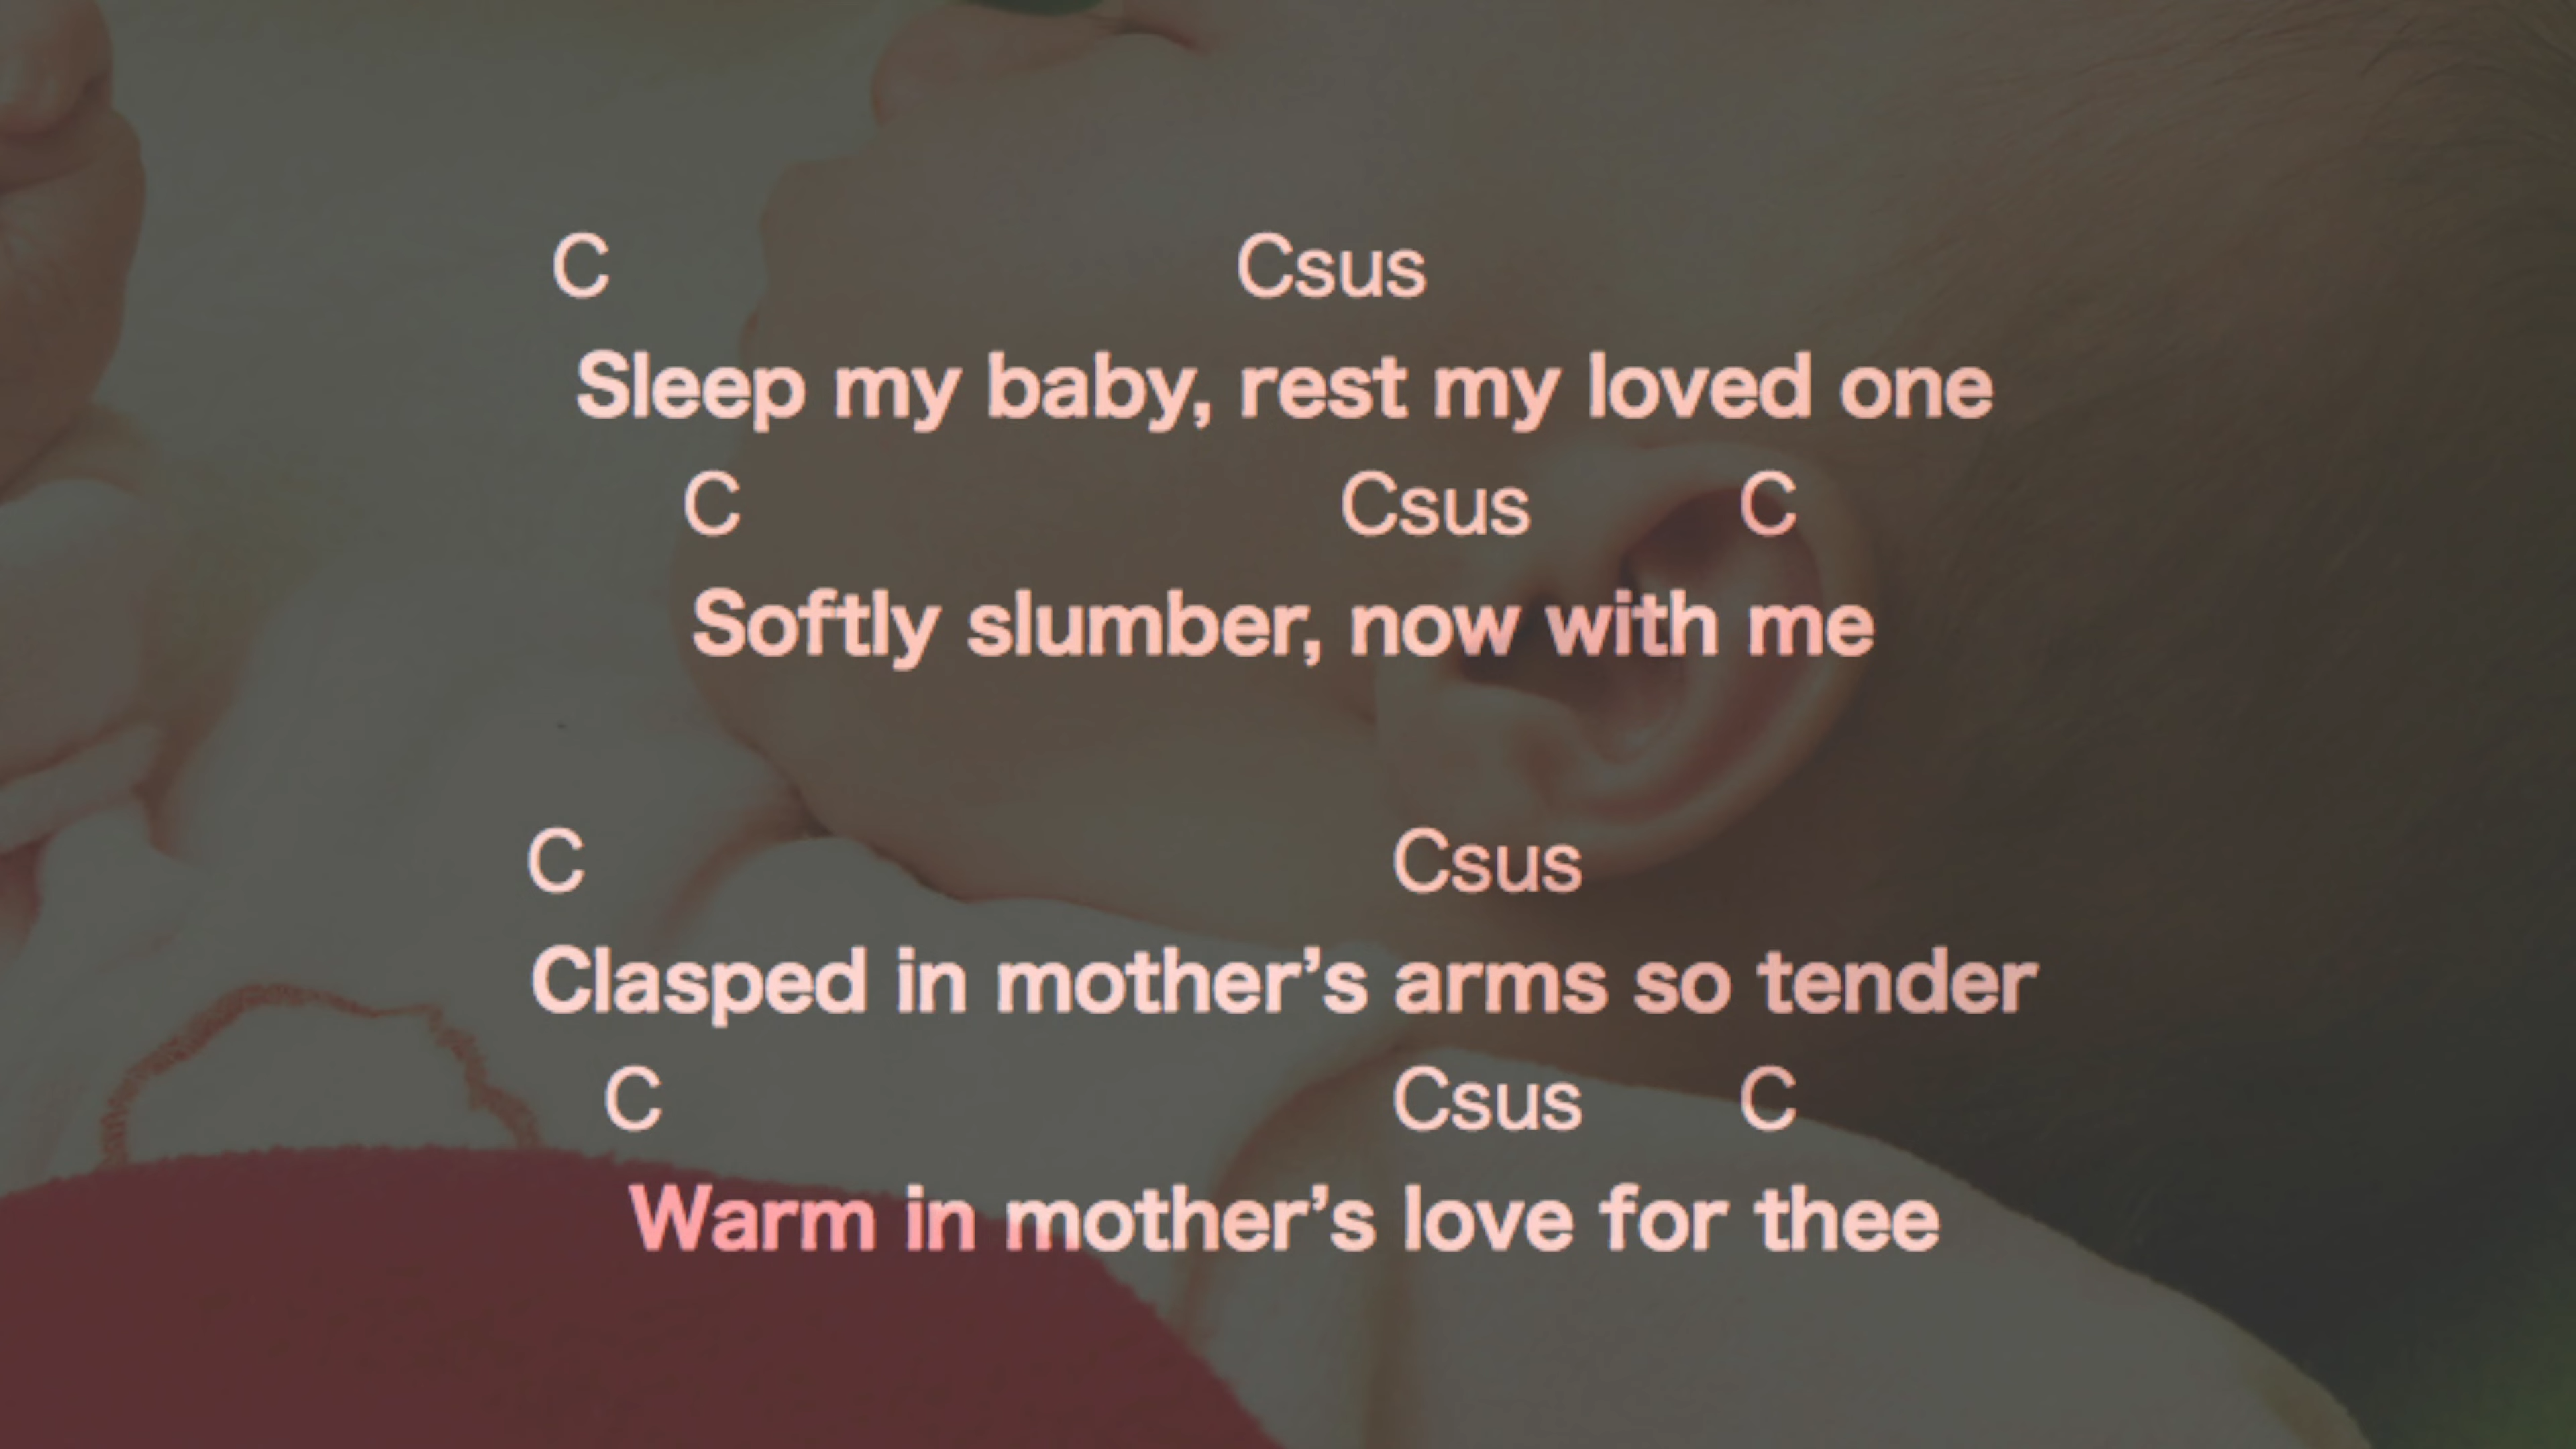 C Csus
Sleep my baby, rest my loved one
C Csus C
Softly slumber, now with me
C Csus
Clasped in mother’s arms so tender
C Csus C
Warm in mother’s love for thee